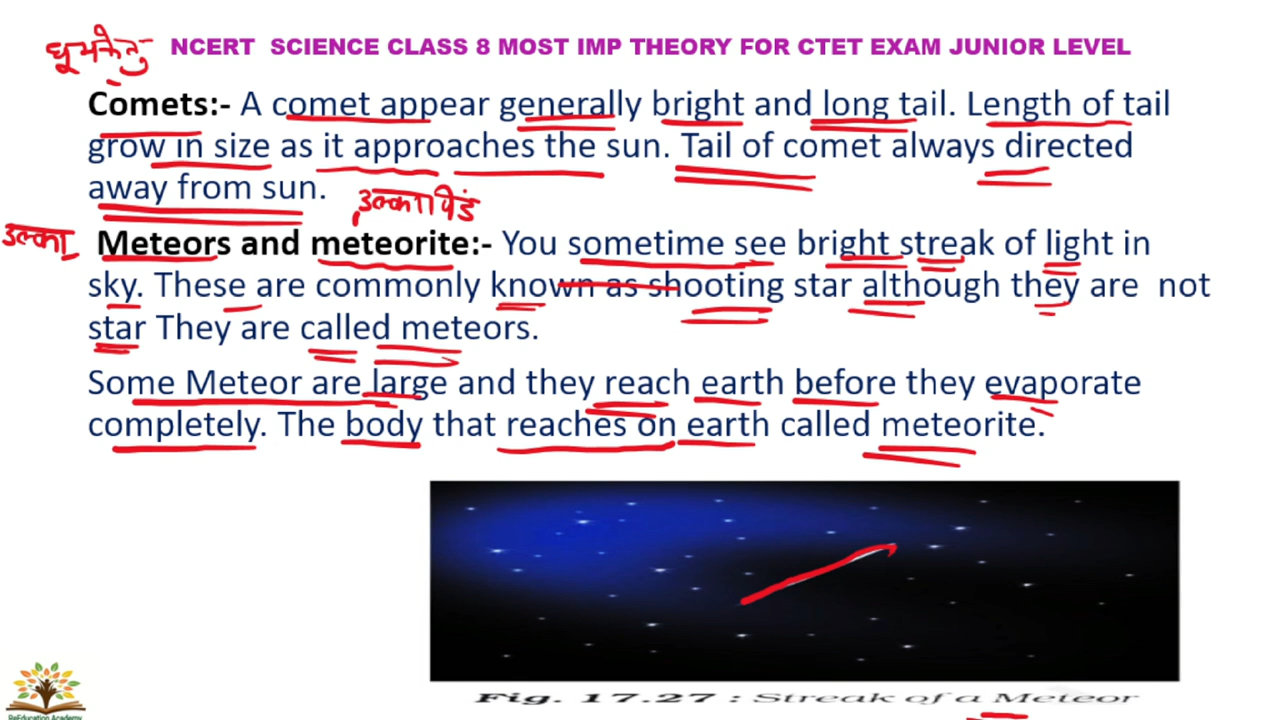 धूमकेतु
NCERT SCIENCE CLASS 8 MOST IMP THEORY FOR CTET EXAM JUNIOR LEVEL
Comets:- A comet appear generally bright and long tail. Length of tail
grow in size as it approaches the sun. Tail of comet always directed
away from sun.
उल्कापिंड
उल्का
Meteors and meteorite:- You sometime see bright streak of light in
sky. These are commonly known as shooting star although they are not
star They are called meteors.
Some Meteor are large and they reach earth before they evaporate
completely. The body that reaches on earth called meteorite.
Fig. 17.27 : Streak of a Meteor
ReEducation Academy